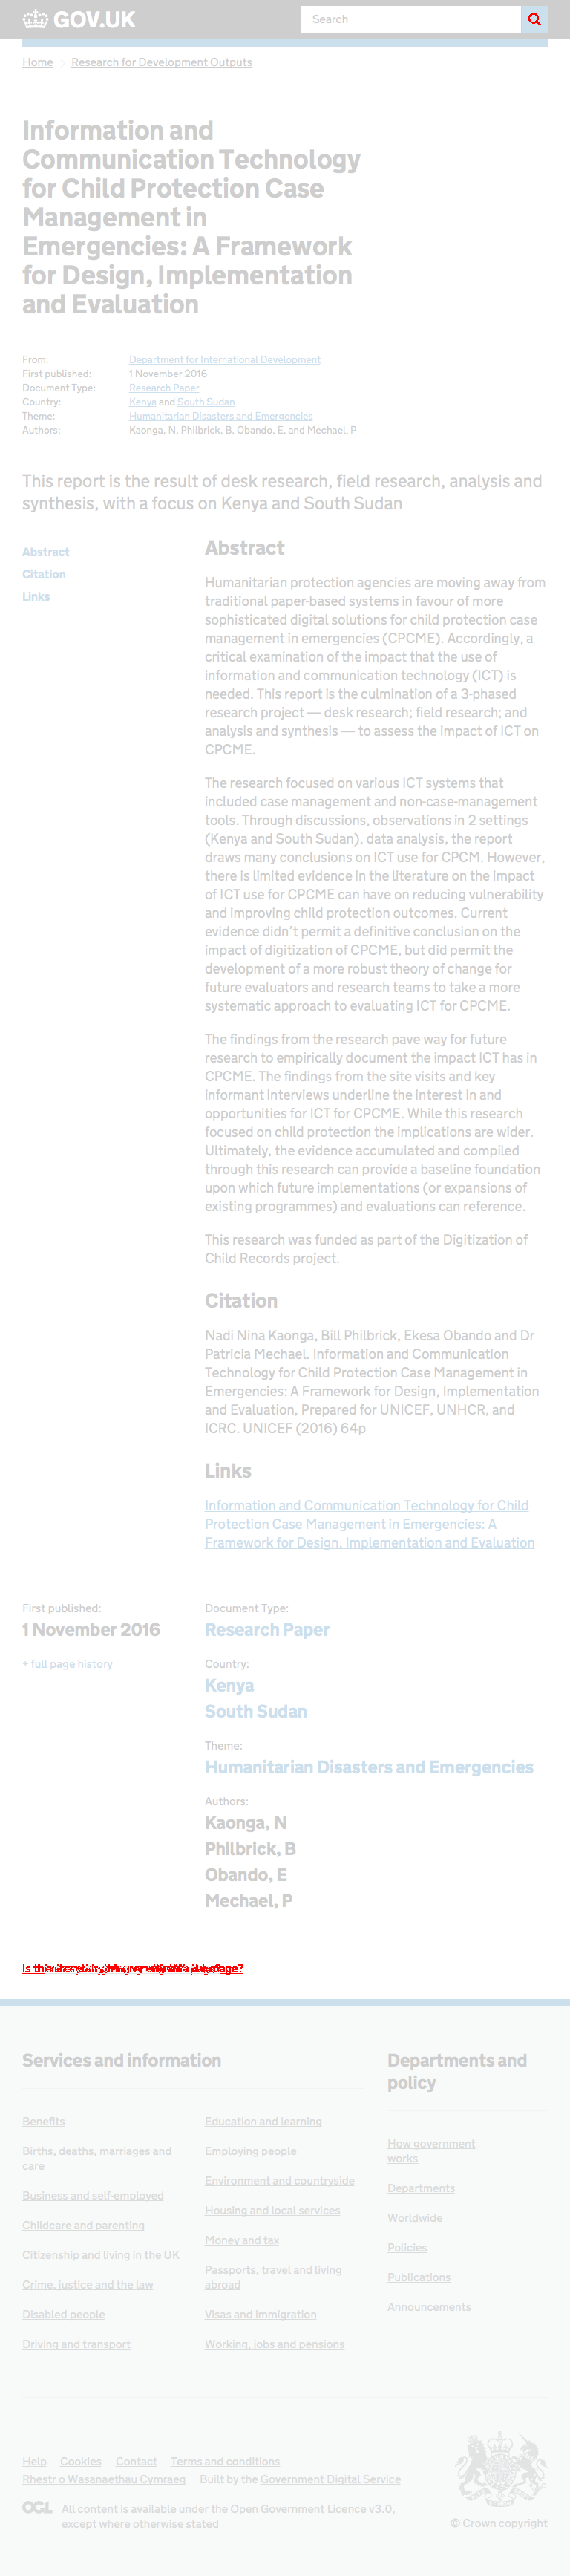 GOV.UK
Search
Home
Research for Development Outputs
Information and
Communication Technology
for Child Protection Case
Management in
Emergencies: A Framework
for Design, Implementation
and Evaluation
From: Department for International Development
First published: 1 November 2016
Document Type: Research Paper
Country: Kenya and South Sudan
Theme: Humanitarian Disasters and Emergencies
Authors: Kaonga, N, Philbrick, B, Obando, E, and Mechael, P
This report is the result of desk research, field research, analysis and
synthesis, with a focus on Kenya and South Sudan
Abstract
Citation
Links
Abstract
Humanitarian protection agencies are moving away from
traditional paper-based systems in favour of more
sophisticated digital solutions for child protection case
management in emergencies (CPCME). Accordingly, a
critical examination of the impact that the use of
information and communication technology (ICT) is
needed. This report is the culmination of a 3-phased
research project — desk research; field research; and
analysis and synthesis — to assess the impact of ICT on
CPCME.
The research focused on various ICT systems that
included case management and non-case-management
tools. Through discussions, observations in 2 settings
(Kenya and South Sudan), data analysis, the report
draws many conclusions on ICT use for CPCM. However,
there is limited evidence in the literature on the impact
of ICT use for CPCME can have on reducing vulnerability
and improving child protection outcomes. Current
evidence didn't permit a definitive conclusion on the
impact of digitization of CPCME, but did permit the
development of a more robust theory of change for
future evaluators and research teams to take a more
systematic approach to evaluating ICT for CPCME.
The findings from the research pave way for future
research to empirically document the impact ICT has in
CPCME. The findings from the site visits and key
informant interviews underline the interest in and
opportunities for ICT for CPCME. While this research
focused on child protection the implications are wider.
Ultimately, the evidence accumulated and compiled
through this research provide a baseline foundation
upon which future implementations (or expansions of
existing programmes) and evaluations can reference.
This research was funded as part of the Digitization of
Child Records project.
Citation
Nadi Nina Kaonga, Bill Philbrick, Ekesa Obando and Dr
Patricia Mechael. Information and Communication
Technology for Child Protection Case Management in
Emergencies: A Framework for Design, Implementation
and Evaluation, Prepared for UNICEF, UNHCR, and
ICRC. UNICEF (2016) 64p
Links
Information and Communication Technology for Child
Protection Case Management in Emergencies: A
Framework for Design, Implementation and Evaluation
First published:
1 November 2016
+ full page history
Document Type:
Research Paper
Country:
Kenya
South Sudan
Theme:
Humanitarian Disasters and Emergencies
Authors:
Kaonga, N
Philbrick, B
Obando, E
Mechael, P
Services and information
Benefits
Births, deaths, marriages and
care
Business and self-employed
Childcare and parenting
Citizenship and living in the UK
Crime, justice and the law
Disabled people
Driving and transport
Education and learning
Employing people
Environment and countryside
Housing and local services
Money and tax
Passports, travel and living
abroad
Visas and immigration
Working, jobs and pensions
Departments and
policy
How government
works
Departments
Worldwide
Policies
Publications
Announcements
Help Cookies Contact Terms and conditions
Rhestr o Wasanaethau Cymraeg Built by the Government Digital Service
OGL All content is available under the Open Government Licence v3.0,
except where otherwise stated
© Crown copyright